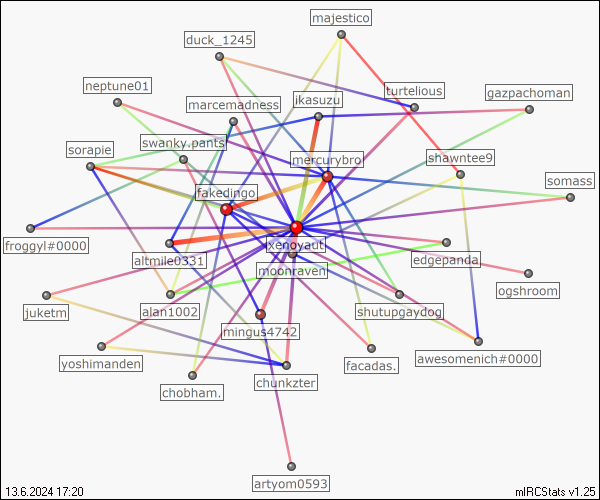 majestico
duck_1245
neptune01
turtelious
ikasuzu
gazpachoman
marcemadness
swanky.pants
sorapie
mercurybro
shawntee9
fakedingo
somass
xenoyaut
froggyl#0000
altmile0331
edgepanda
moonraven
ogshroom
juketm
alan1002
shutupgaydog
mingus4742
yoshimanden
facadas.
awesomenich#0000
chobham.
chunkzter
artyom0593
13.6.2024 17:20
mIRCStats v1.25